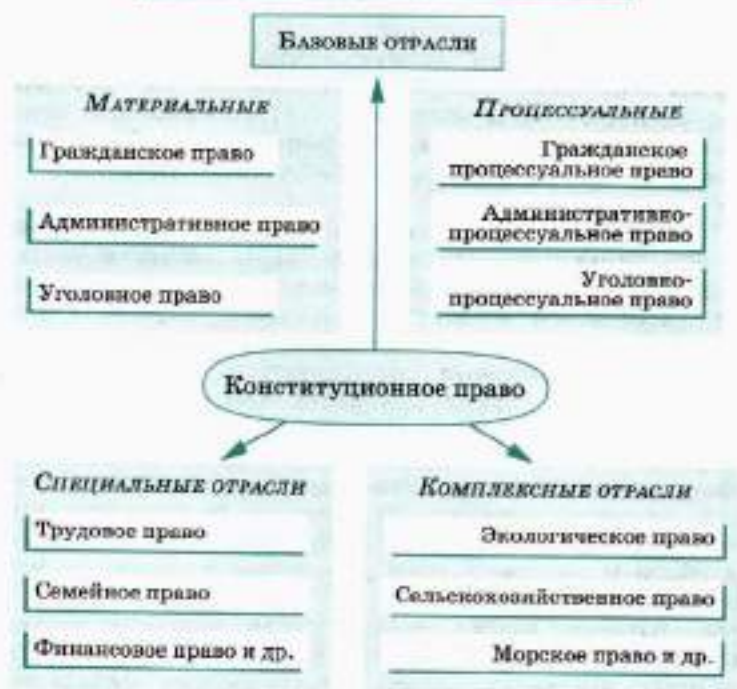 БАЗОВЫЕ ОТРАСЛИ
МАТЕРИАЛЬНЫЕ
Гражданское право
Административное право
Уголовное право
ПРОЦЕССУАЛЬНЫЕ
Гражданское
процессуальное право
Административно-
процессуальное право
Уголовно-
процессуальное право
Конституционное право
СПЕЦИАЛЬНЫЕ ОТРАСЛИ
Трудовое право
Семейное право
Финансовое право и др.
КОМПЛЕКСНЫЕ ОТРАСЛИ
Экологическое право
Сельскохозяйственное право
Морское право и др.